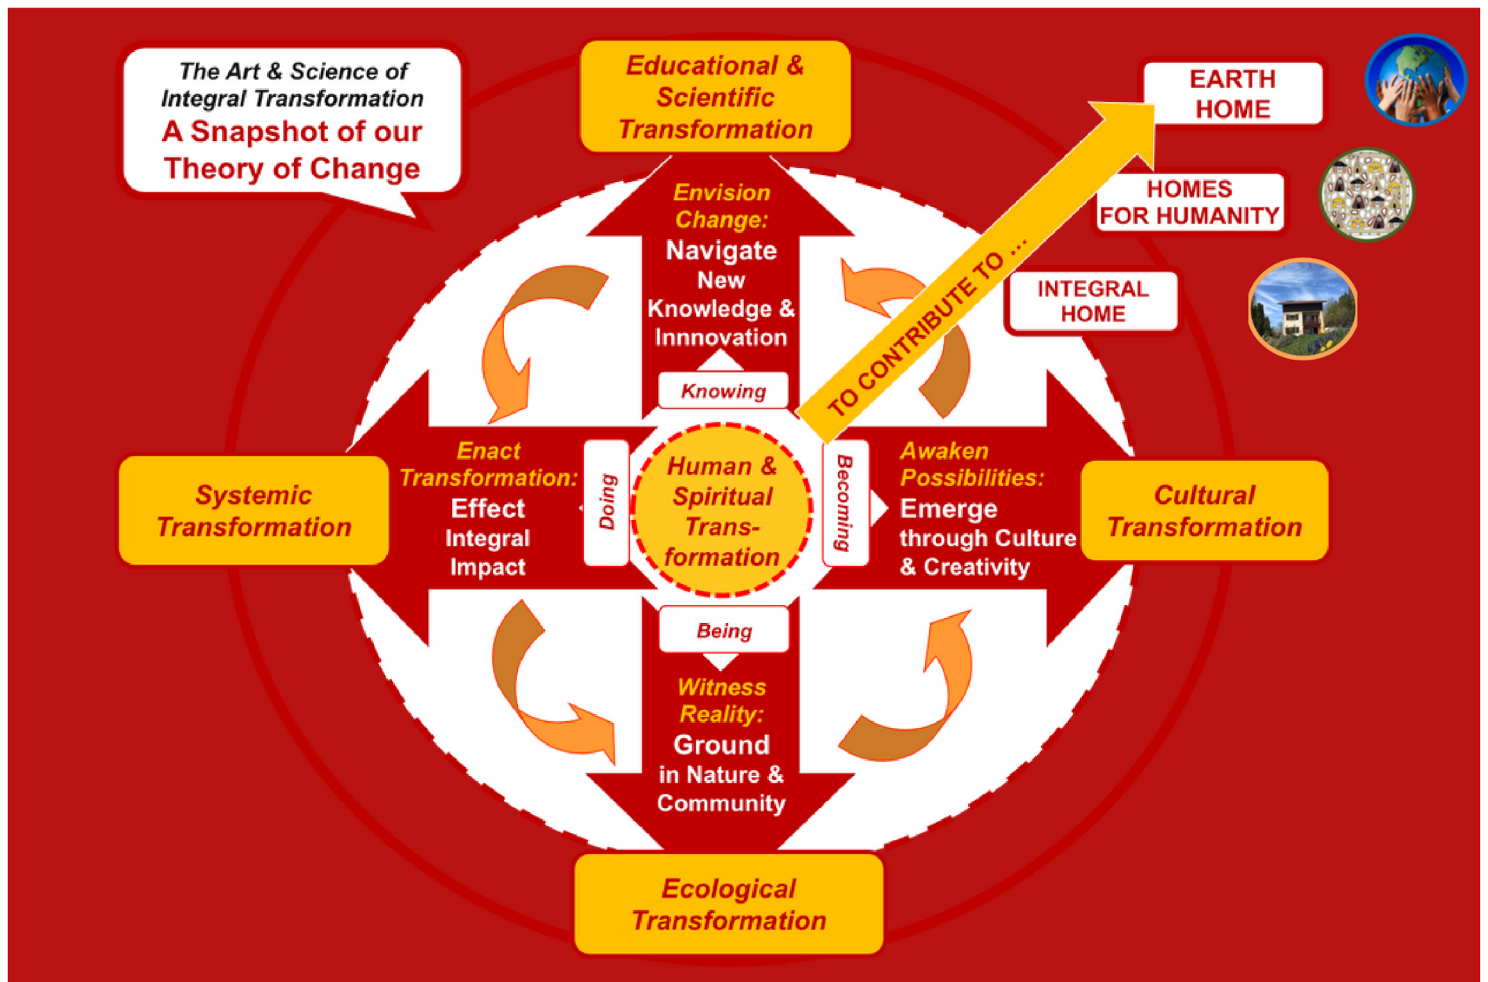 The Art & Science of
Integral Transformation
A Snapshot of our
Theory of Change
Educational &
Scientific
Transformation
EARTH
HOME
HOMES
FOR HUMANITY
INTEGRAL
HOME
TO CONTRIBUTE TO ...
Envision
Change:
Navigate
New
Knowledge &
Innnovation
Knowing
Systemic
Transformation
Enact
Transformation:
Effect
Integral
Impact
Doing
Human &
Spiritual
Trans-
formation
Becoming
Awaken
Possibilities:
Emerge
through Culture
& Creativity
Cultural
Transformation
Being
Witness
Reality:
Ground
in Nature &
Community
Ecological
Transformation